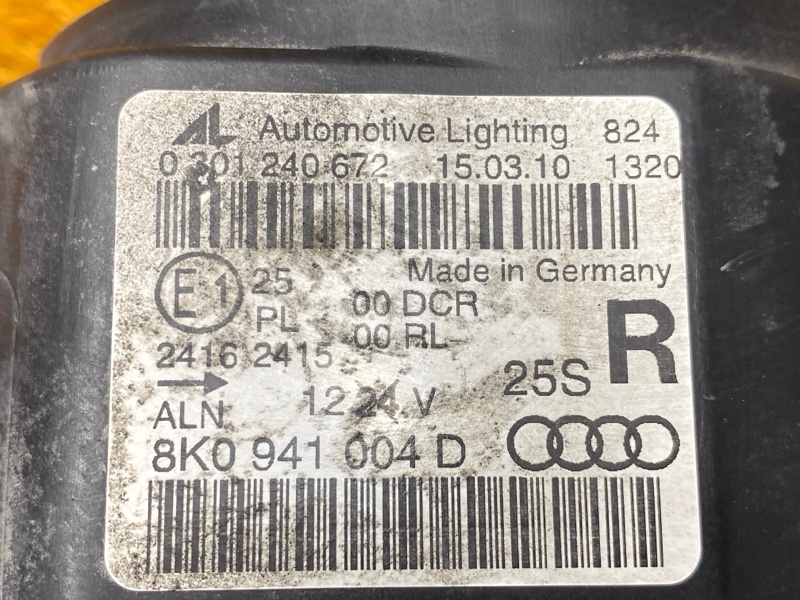 AL Automotive Lighting 824
0 301 240 672 15.03.10 1320
Made in Germany
E1 25 00 DCR
PL 00 RL
R
2416 2415
25S
12 24 V
ALN
8K0 941 004 D